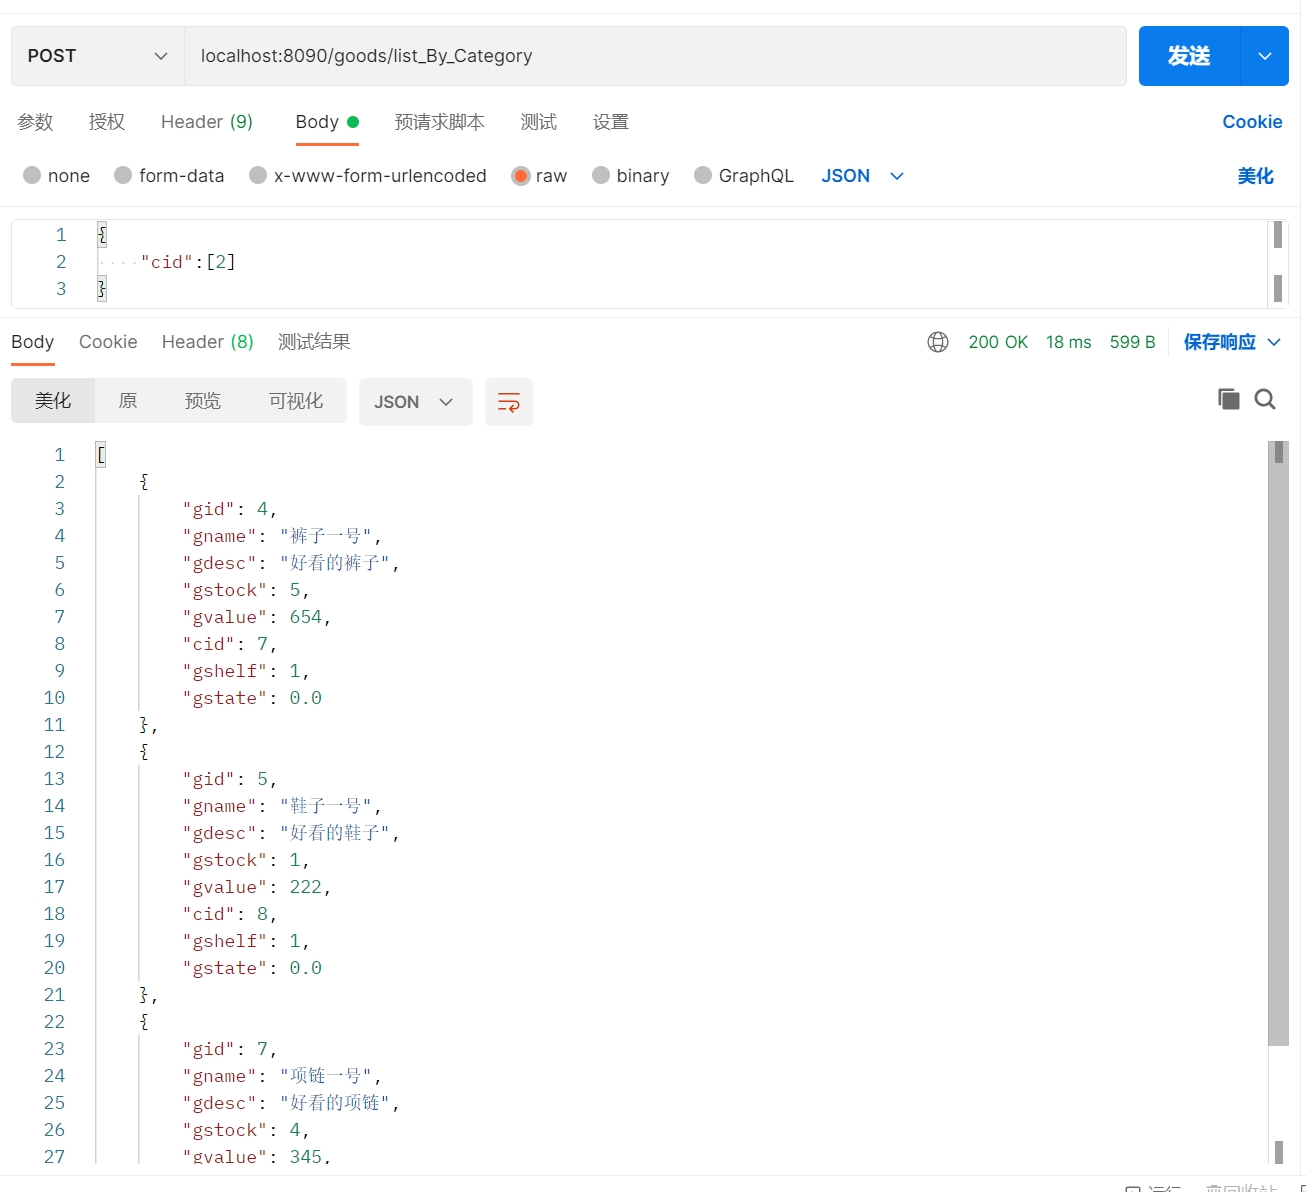 POST localhost:8090/goods/list_By_Category 发送
参数 授权 Header (9) Body 预请求脚本 测试 设置 Cookie
none form-data x-www-form-urlencoded raw binary GraphQL JSON 美化
1 {
2 ····"cid":[2]
3 }
Body Cookie Header (8) 测试结果 200 OK 18 ms 599 B 保存响应
美化 原 预览 可视化 JSON
1 [
2 {
3 "gid": 4,
4 "gname": "裤子一号",
5 "gdesc": "好看的裤子",
6 "gstock": 5,
7 "gvalue": 654,
8 "cid": 7,
9 "gshelf": 1,
10 "gstate": 0.0
11 },
12 {
13 "gid": 5,
14 "gname": "鞋子一号",
15 "gdesc": "好看的鞋子",
16 "gstock": 1,
17 "gvalue": 222,
18 "cid": 8,
19 "gshelf": 1,
20 "gstate": 0.0
21 },
22 {
23 "gid": 7,
24 "gname": "项链一号",
25 "gdesc": "好看的项链",
26 "gstock": 4,
27 "gvalue": 345,